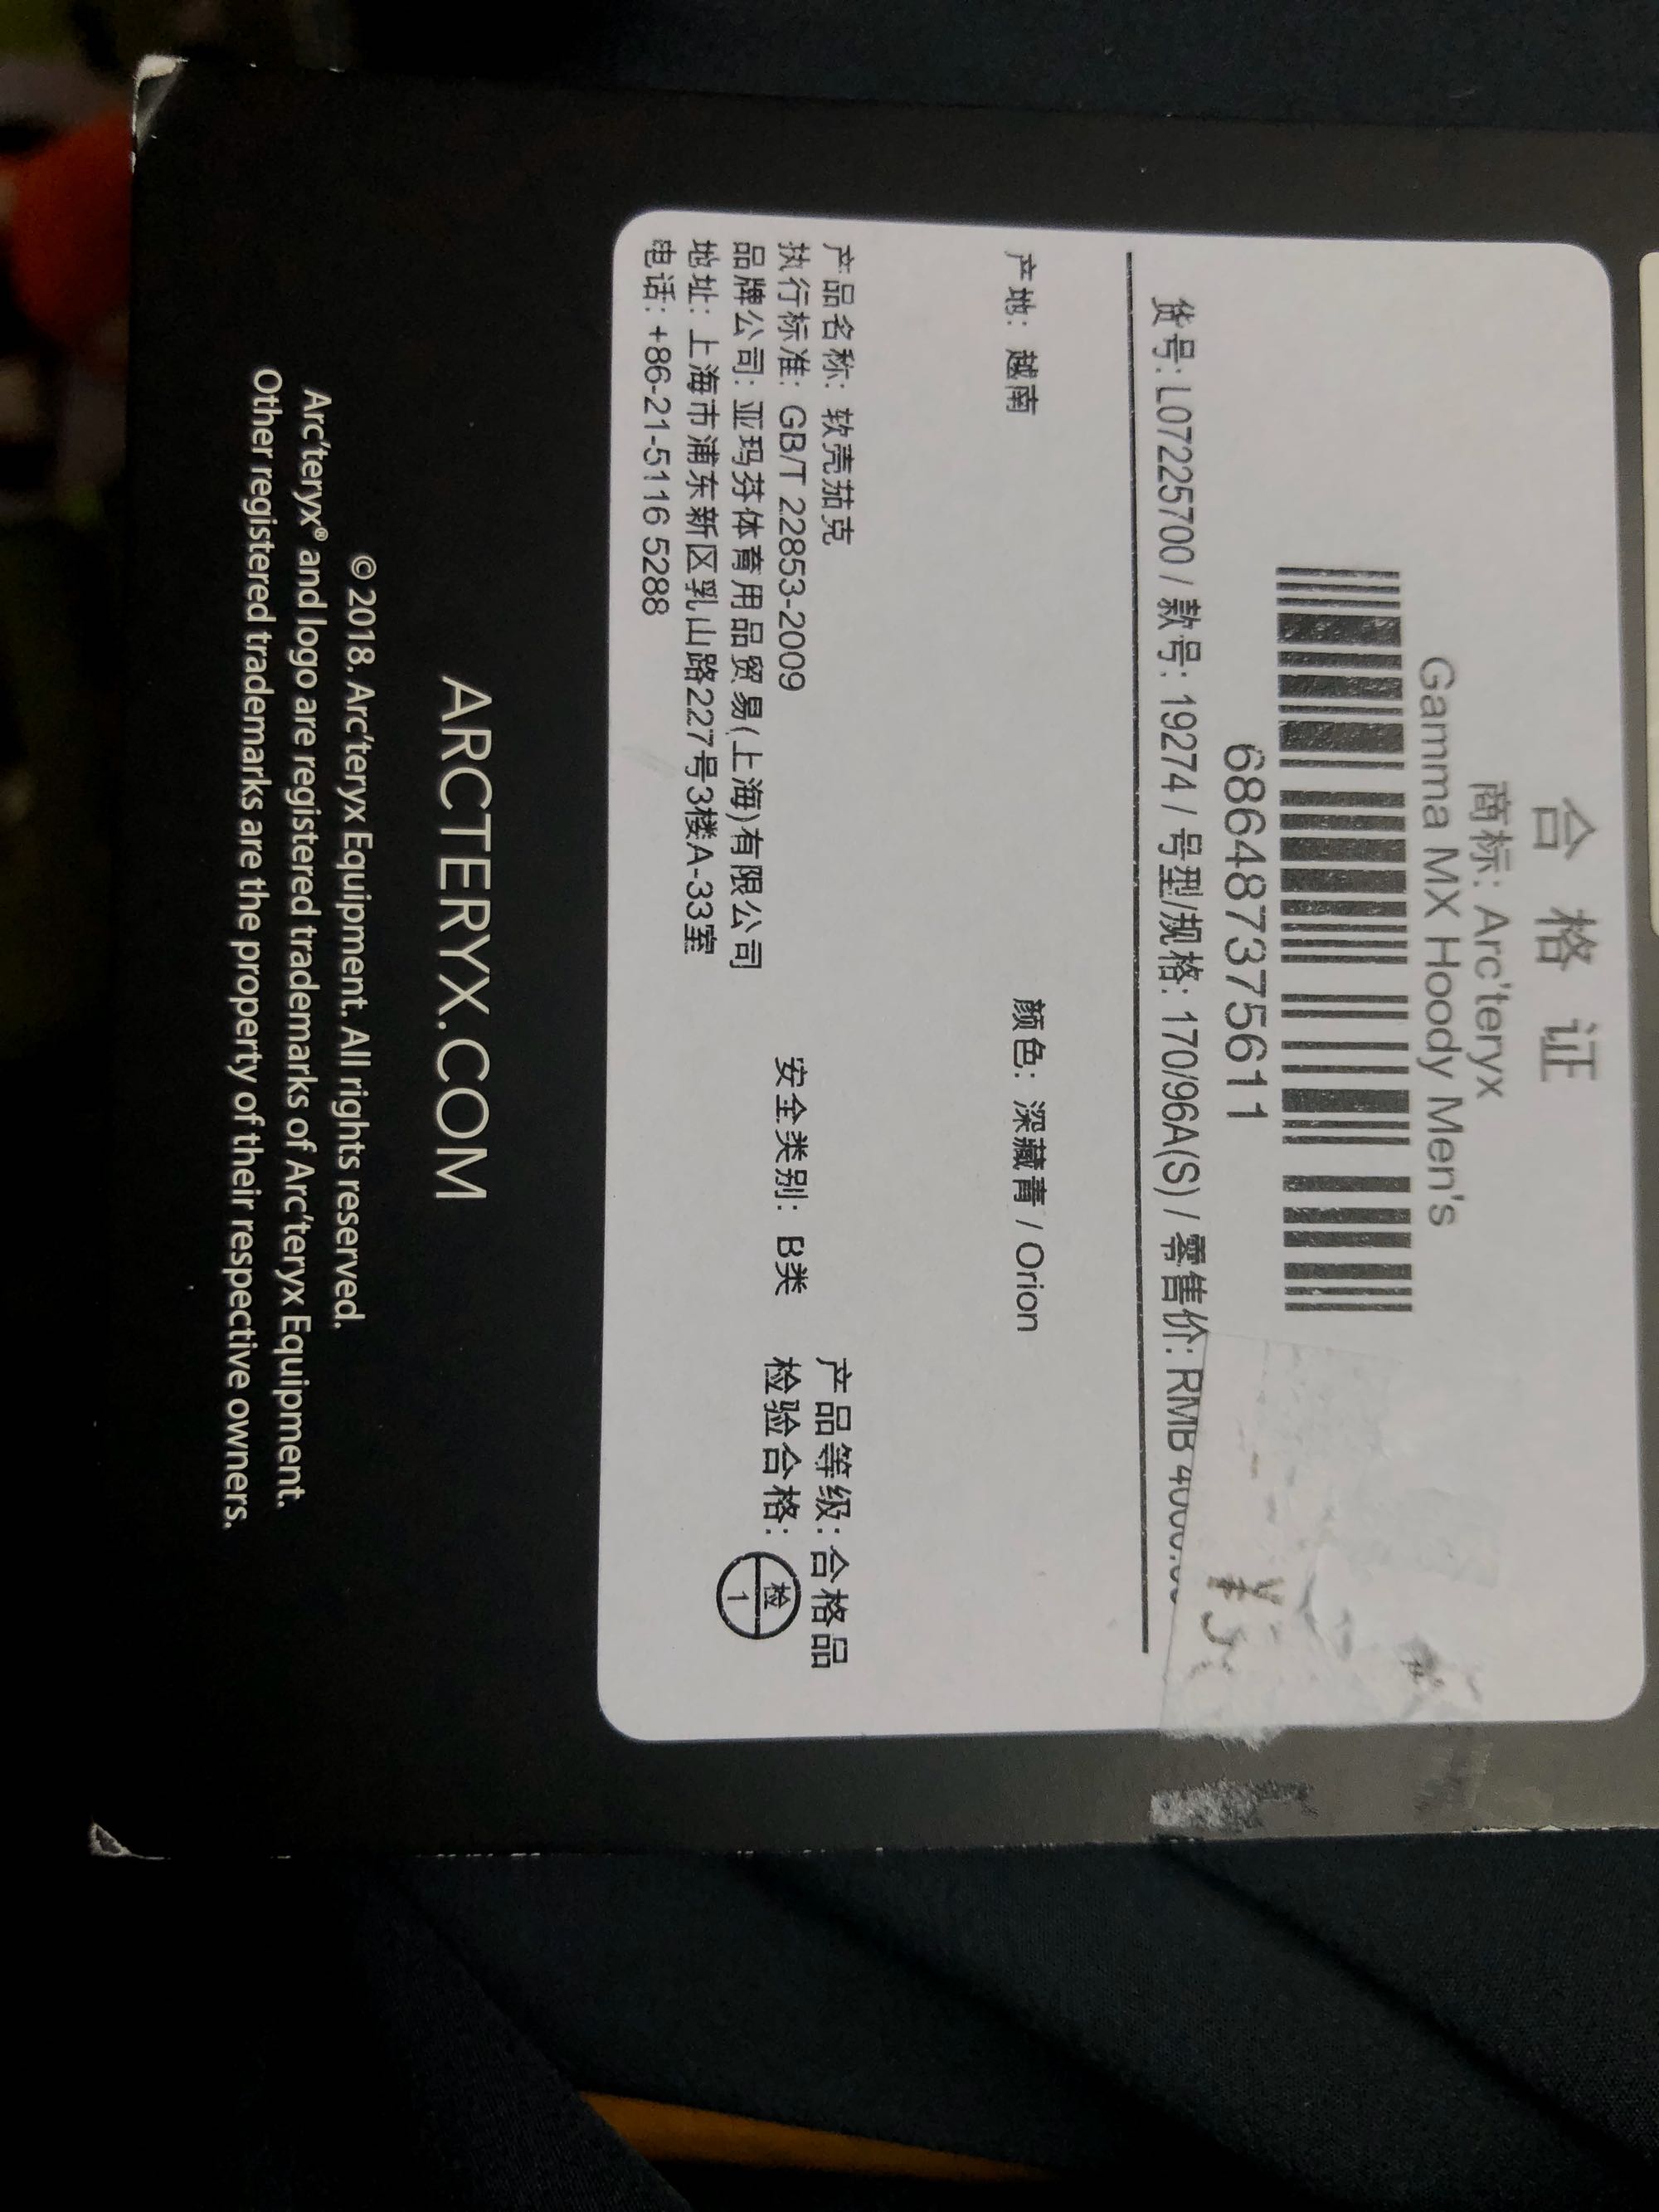 合格证
商标: Arc'teryx
Gamma MX Hoody Men's
686487375611
货号: L07225700 / 款号: 19274 / 号型/规格: 170/96A(S) / 零售价: RMB
产地: 越南 颜色: 深藏青 / Orion
产品名称: 软壳茄克 产品等级: 合格品
执行标准: GB/T 22853-2009 安全类别: B类 检验合格: 检 1
品牌公司: 亚玛芬体育用品贸易(上海)有限公司
地址: 上海市浦东新区乳山路227号3楼A-33室
电话: +86-21-5116 5288
ARCTERYX.COM
© 2018. Arc'teryx Equipment. All rights reserved.
Arc'teryx® and logo are registered trademarks of Arc'teryx Equipment.
Other registered trademarks are the property of their respective owners.